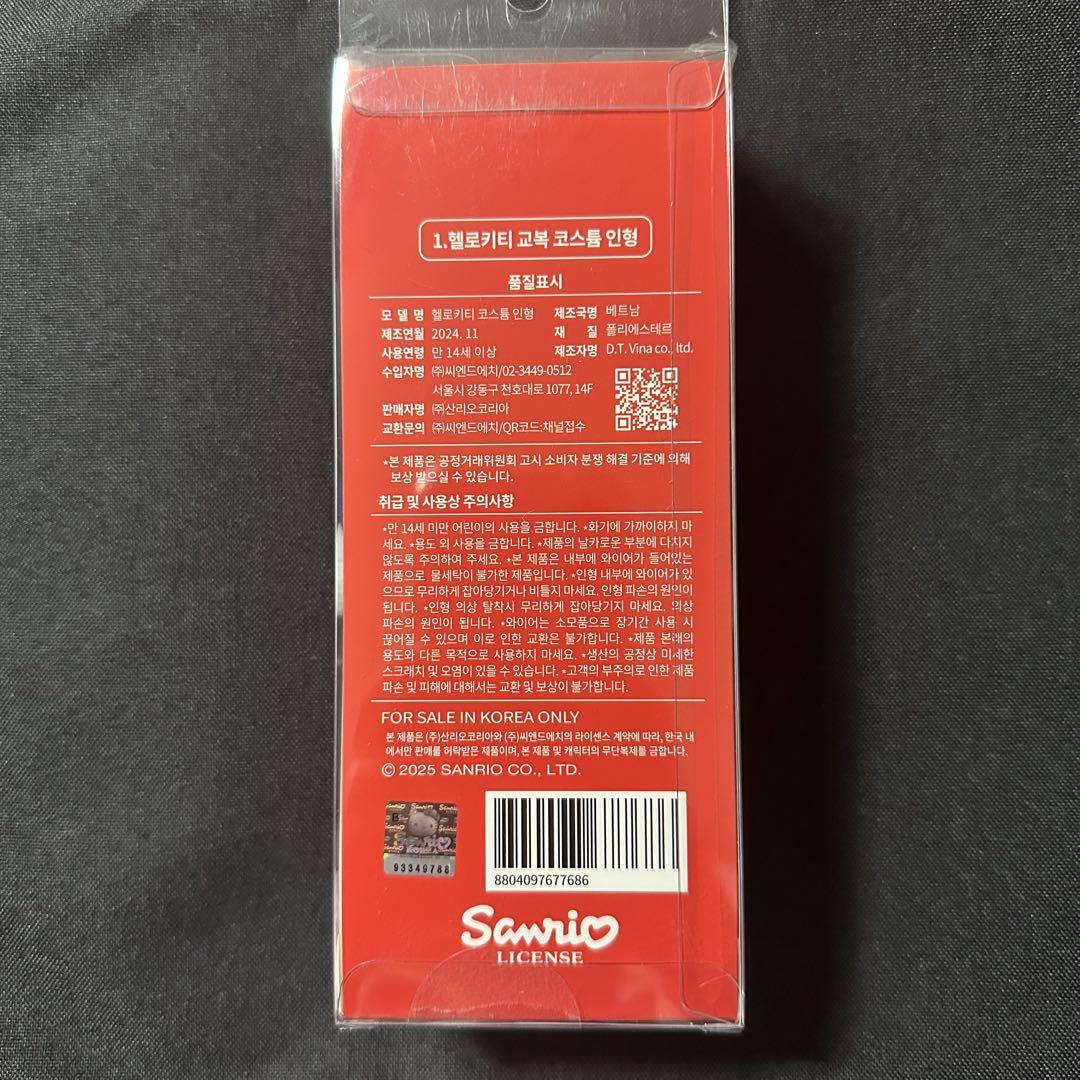 1.헬로키티 교복 코스튬 인형
품질표시
모 델 명 헬로키티 코스튬 인형 제조국명 베트남
제조연월 2024. 11 재 질 폴리에스테르
사용연령 만 14세 이상 제조자명 D.T. Vina co., ltd.
수입자명 ㈜씨엔드에치/02-3449-0512
서울시 강동구 천호대로 1077, 14F
판매자명 ㈜산리오코리아
교환문의 ㈜씨엔드에치/QR코드:채널접수
*본 제품은 공정거래위원회 고시 소비자 분쟁 해결 기준에 의해
보상 받으실 수 있습니다.
취급 및 사용상 주의사항
*만 14세 미만 어린이의 사용을 금합니다. *화기에 가까이하지 마
세요. *용도 외 사용을 금합니다. *제품의 날카로운 부분에 다치지
않도록 주의하여 주세요. *본 제품은 내부에 와이어가 들어있는
제품으로 물세탁이 불가한 제품입니다. *인형 내부에 와이어가 있
으므로 무리하게 잡아당기거나 비틀지 마세요. 인형 파손의 원인이
됩니다. *인형 의상 탈착시 무리하게 잡아당기지 마세요. 의상
파손의 원인이 됩니다. *와이어는 소모품으로 장기간 사용 시
끊어질 수 있으며 이로 인한 교환은 불가합니다. *제품 본래의
용도와 다른 목적으로 사용하지 마세요. *생산의 공정상 미세한
스크래치 및 오염이 있을 수 있습니다. *고객의 부주의로 인한 제품
파손 및 피해에 대해서는 교환 및 보상이 불가합니다.
FOR SALE IN KOREA ONLY
본 제품은 (주)산리오코리아와 (주)씨엔드에치의 라이센스 계약에 따라, 한국 내
에서만 판매를 허락받은 제품이며, 본 제품 및 캐릭터의 무단복제를 금합니다.
© 2025 SANRIO CO., LTD.
Sanrio
93349788
8804097677686
Sanrio
LICENSE